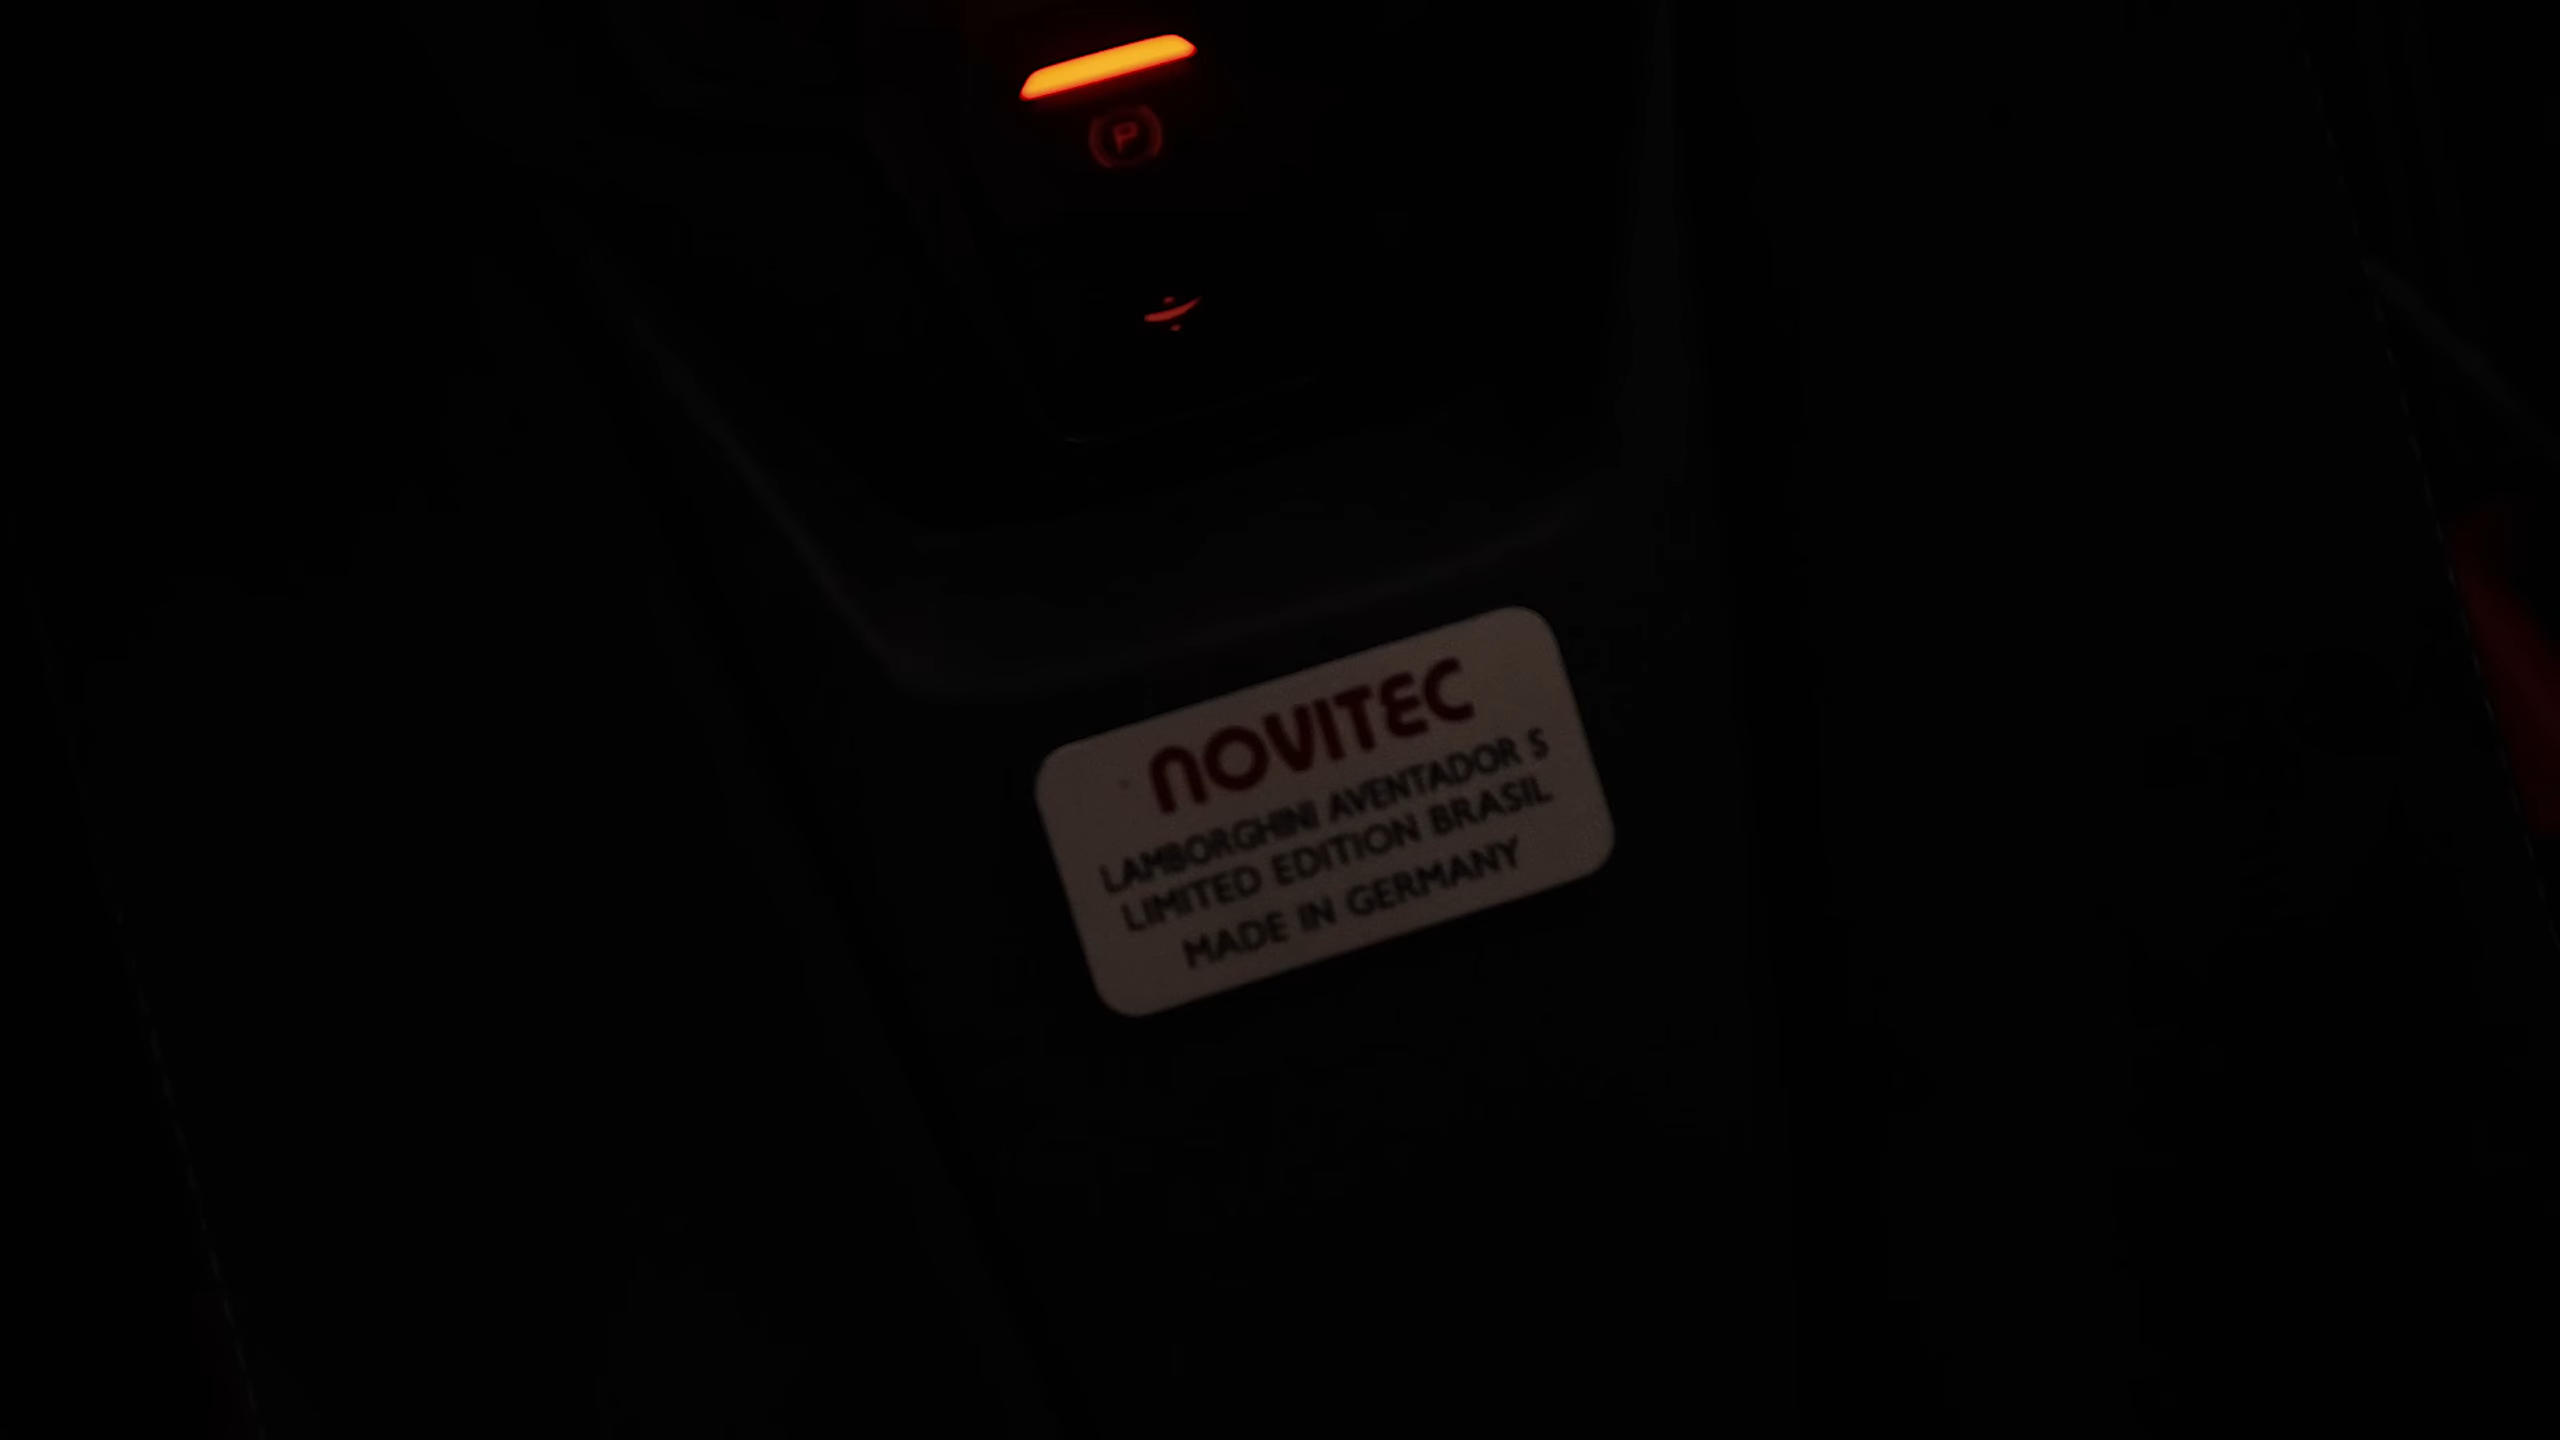 P
NOVITEC
LAMBORGHINI AVENTADOR S
LIMITED EDITION BRASIL
MADE IN GERMANY